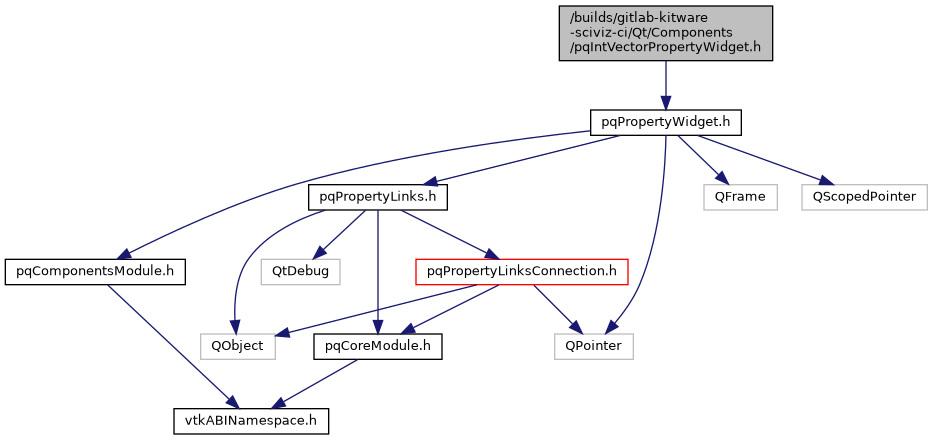 /builds/gitlab-kitware
-sciviz-ci/Qt/Components
/pqIntVectorPropertyWidget.h
pqPropertyWidget.h
pqPropertyLinks.h
QFrame
QScopedPointer
pqComponentsModule.h
QtDebug
pqPropertyLinksConnection.h
QObject
pqCoreModule.h
QPointer
vtkABINamespace.h